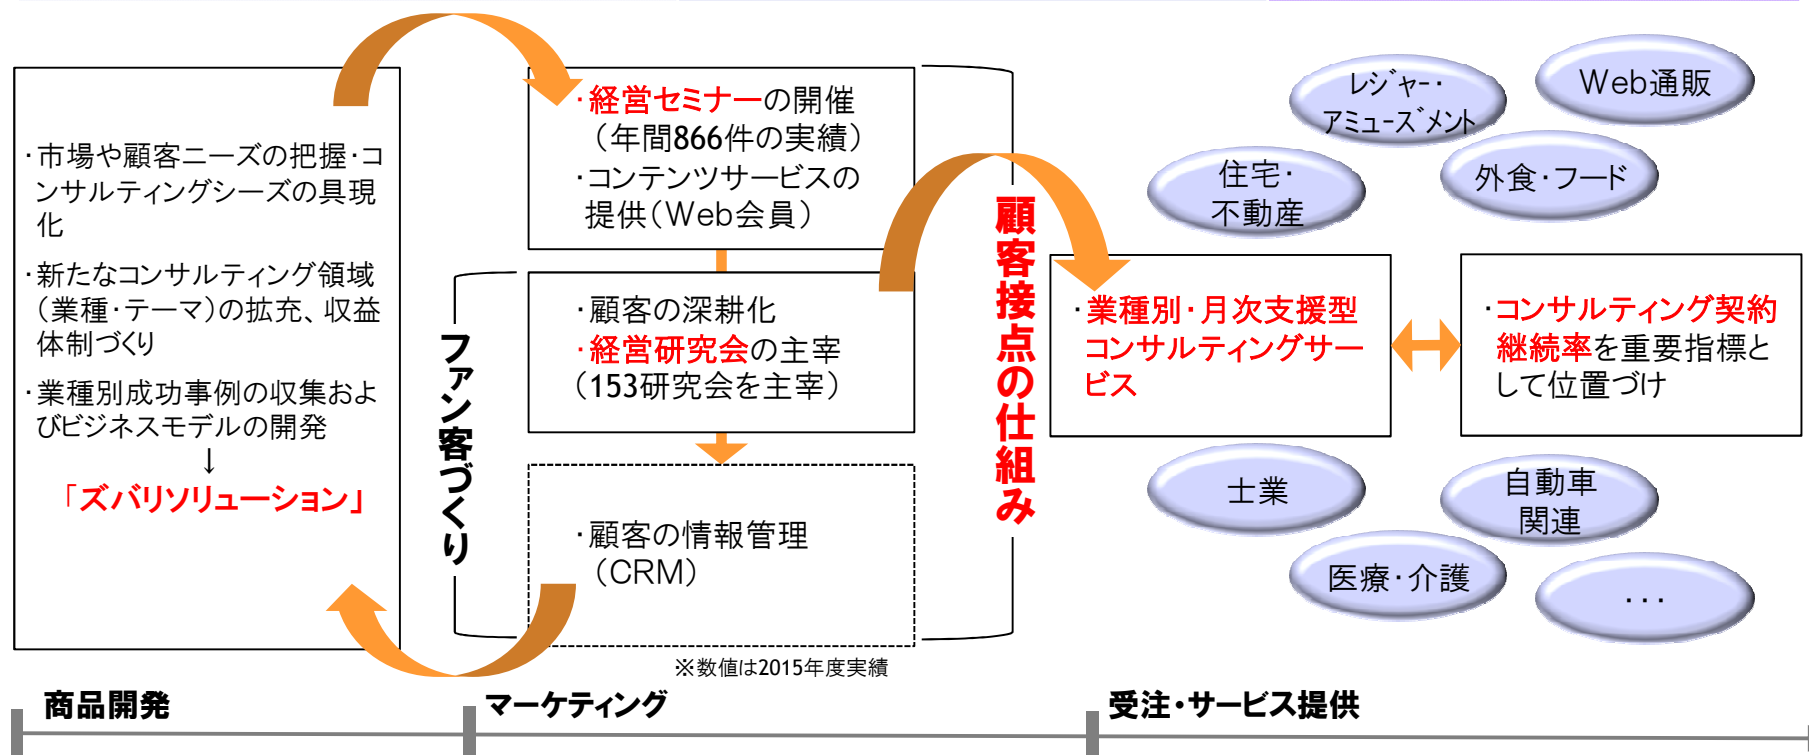 ・市場や顧客ニーズの把握・コ
ンサルティングシーズの具現
化
・新たなコンサルティング領域
（業種・テーマ）の拡充、収益
体制づくり
・業種別成功事例の収集およ
びビジネスモデルの開発
↓
「ズバリソリューション」
・経営セミナーの開催
（年間866件の実績）
・コンテンツサービスの
提供（Web会員）
ファン客づくり
・顧客の深耕化
・経営研究会の主宰
（153研究会を主宰）
・顧客の情報管理
（CRM）
※数値は2015年度実績
顧客接点の仕組み
レジャー・
アミューズメント
Web通販
住宅・
不動産
外食・フード
・業種別・月次支援型
コンサルティングサー
ビス
・コンサルティング契約
継続率を重要指標と
して位置づけ
士業
自動車
関連
医療・介護
・・・
商品開発
マーケティング
受注・サービス提供